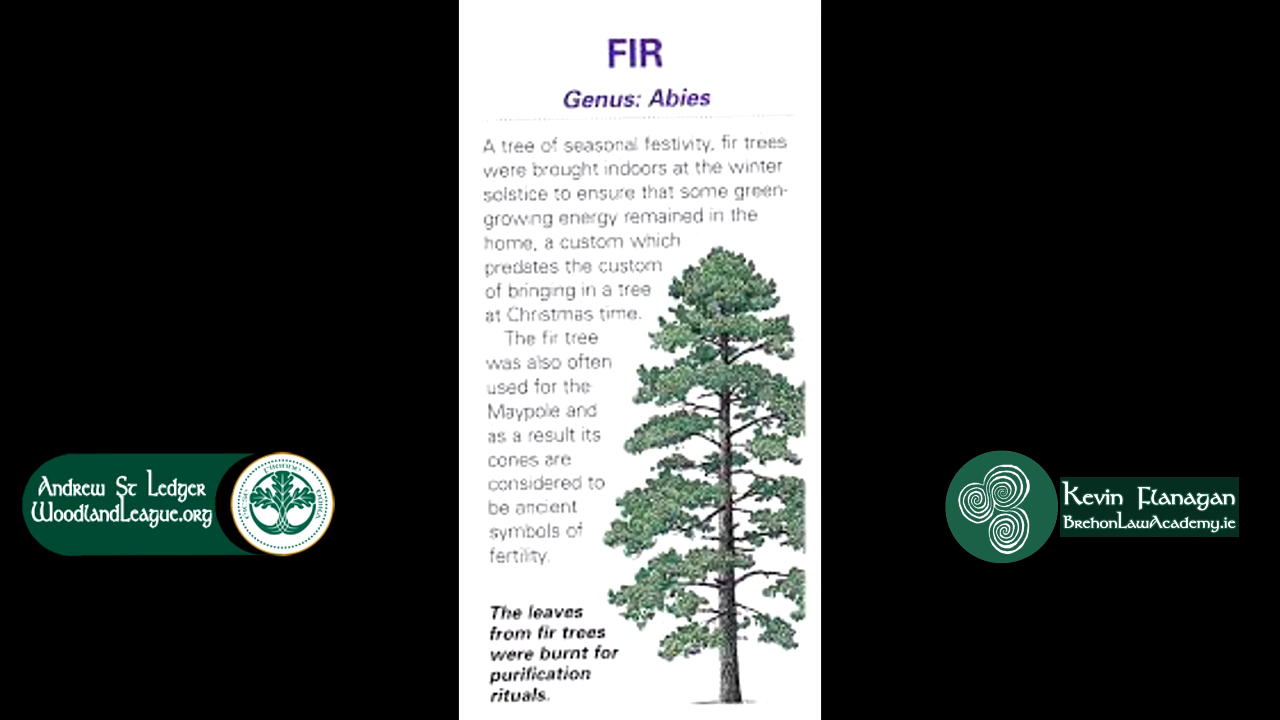 FIR
Genus: Abies
A tree of seasonal festivity, fir trees
were brought indoors at the winter
solstice to ensure that some green-
growing energy remained in the
home, a custom which
predates the custom
of bringing in a tree
at Christmas time.
The fir tree
was also often
used for the
Maypole and
as a result its
cones are
considered to
be ancient
symbols of
fertility.
The leaves
from fir trees
were burnt for
purification
rituals.
Andrew St Ledger
WoodlandLeague.org
Kevin Flanagan
BrehonLawAcademy.ie